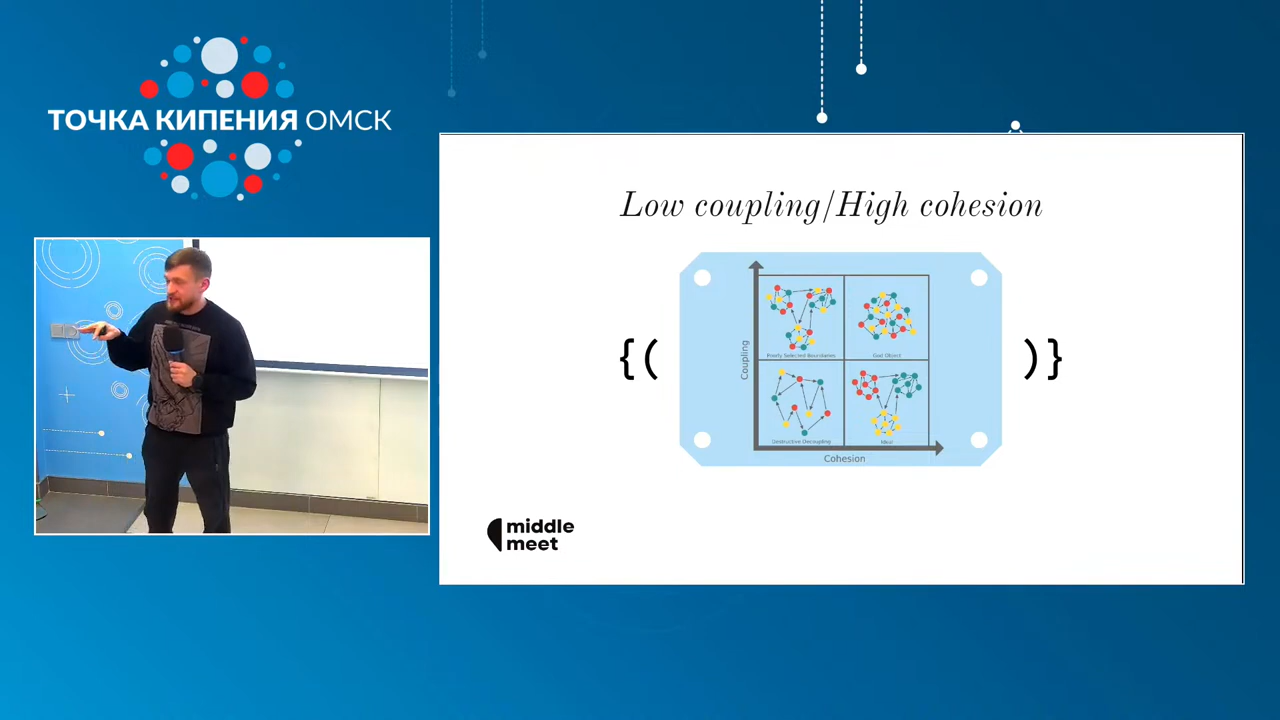 ТОЧКА КИПЕНИЯ ОМСК
Low coupling/High cohesion
{(
)}
Coupling
Poorly Selected Boundaries
God Object
Destructive Decoupling
Ideal
Cohesion
middle
meet